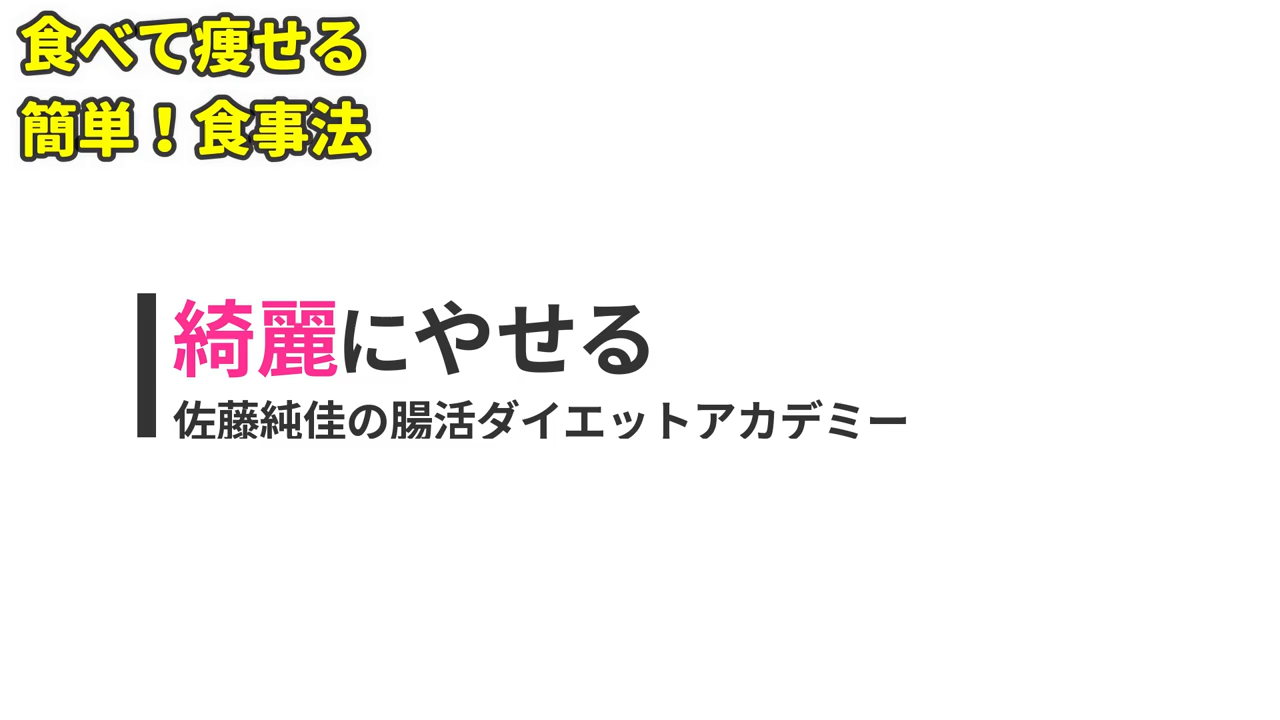 食べて痩せる
簡単！食事法
綺麗にやせる
佐藤純佳の腸活ダイエットアカデミー